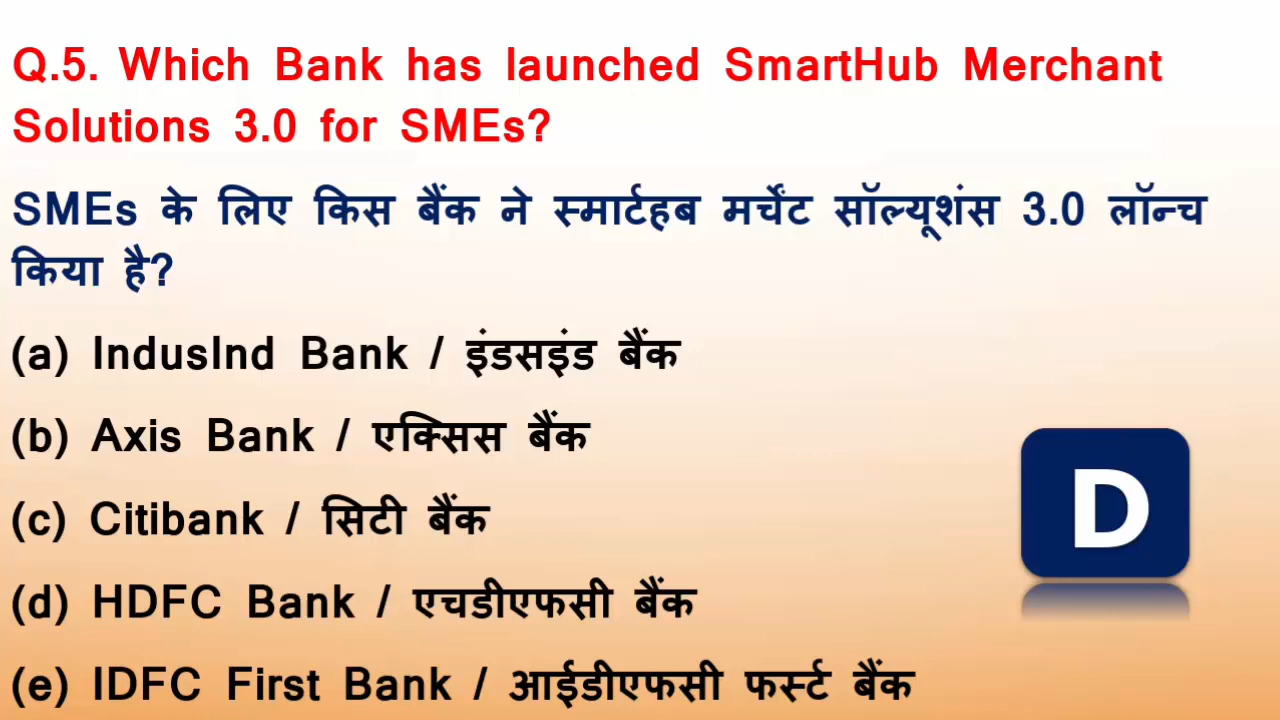 Q.5. Which Bank has launched SmartHub Merchant
Solutions 3.0 for SMEs?
SMEs के लिए किस बैंक ने स्मार्टहब मर्चेंट सॉल्यूशंस 3.0 लॉन्च
किया है?
(a) IndusInd Bank / इंडसइंड बैंक
(b) Axis Bank / एक्सिस बैंक
(c) Citibank / सिटी बैंक
(d) HDFC Bank / एचडीएफसी बैंक
(e) IDFC First Bank / आईडीएफसी फर्स्ट बैंक
D